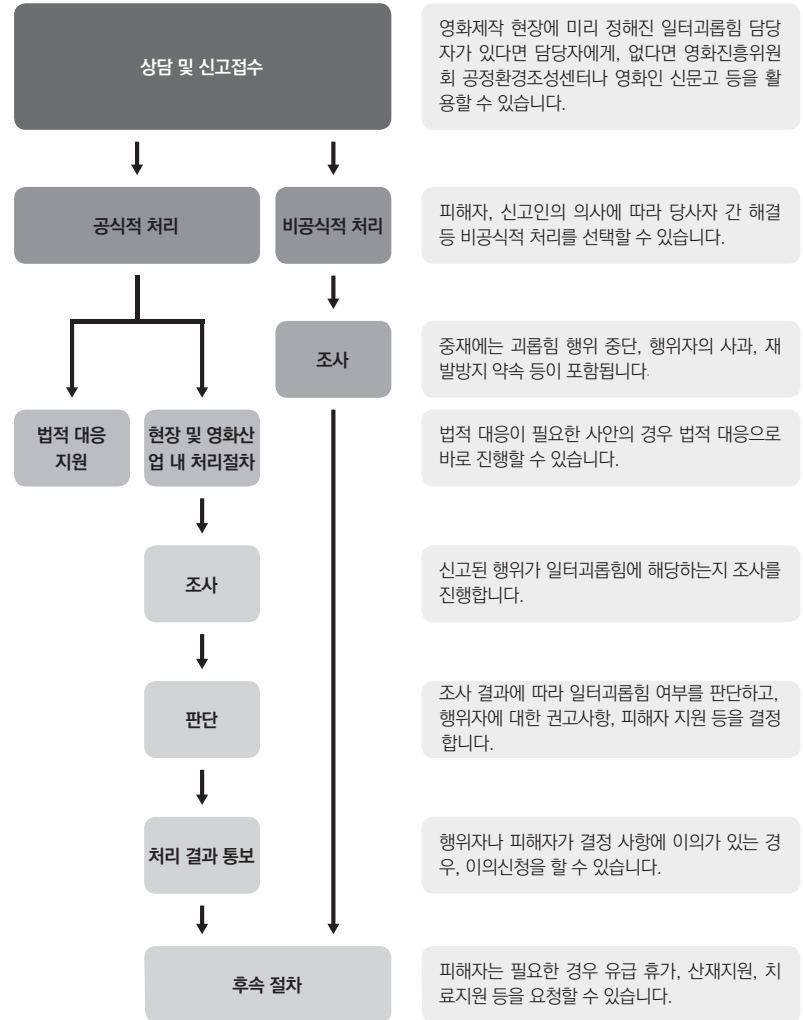 상담 및 신고접수
영화제작 현장에 미리 정해진 일터괴롭힘 담당
자가 있다면 담당자에게, 없다면 영화진흥위원
회 공정환경조성센터나 영화인 신문고 등을 활
용할 수 있습니다.
공식적 처리
비공식적 처리
피해자, 신고인의 의사에 따라 당사자 간 해결
등 비공식적 처리를 선택할 수 있습니다.
조사
중재에는 괴롭힘 행위 중단, 행위자의 사과, 재
발방지 약속 등이 포함됩니다.
법적 대응
지원
현장 및 영화산
업 내 처리절차
법적 대응이 필요한 사안의 경우 법적 대응으로
바로 진행할 수 있습니다.
조사
신고된 행위가 일터괴롭힘에 해당하는지 조사를
진행합니다.
판단
조사 결과에 따라 일터괴롭힘 여부를 판단하고,
행위자에 대한 권고사항, 피해자 지원 등을 결정
합니다.
처리 결과 통보
행위자나 피해자가 결정 사항에 이의가 있는 경
우, 이의신청을 할 수 있습니다.
후속 절차
피해자는 필요한 경우 유급 휴가, 산재지원, 치
료지원 등을 요청할 수 있습니다.